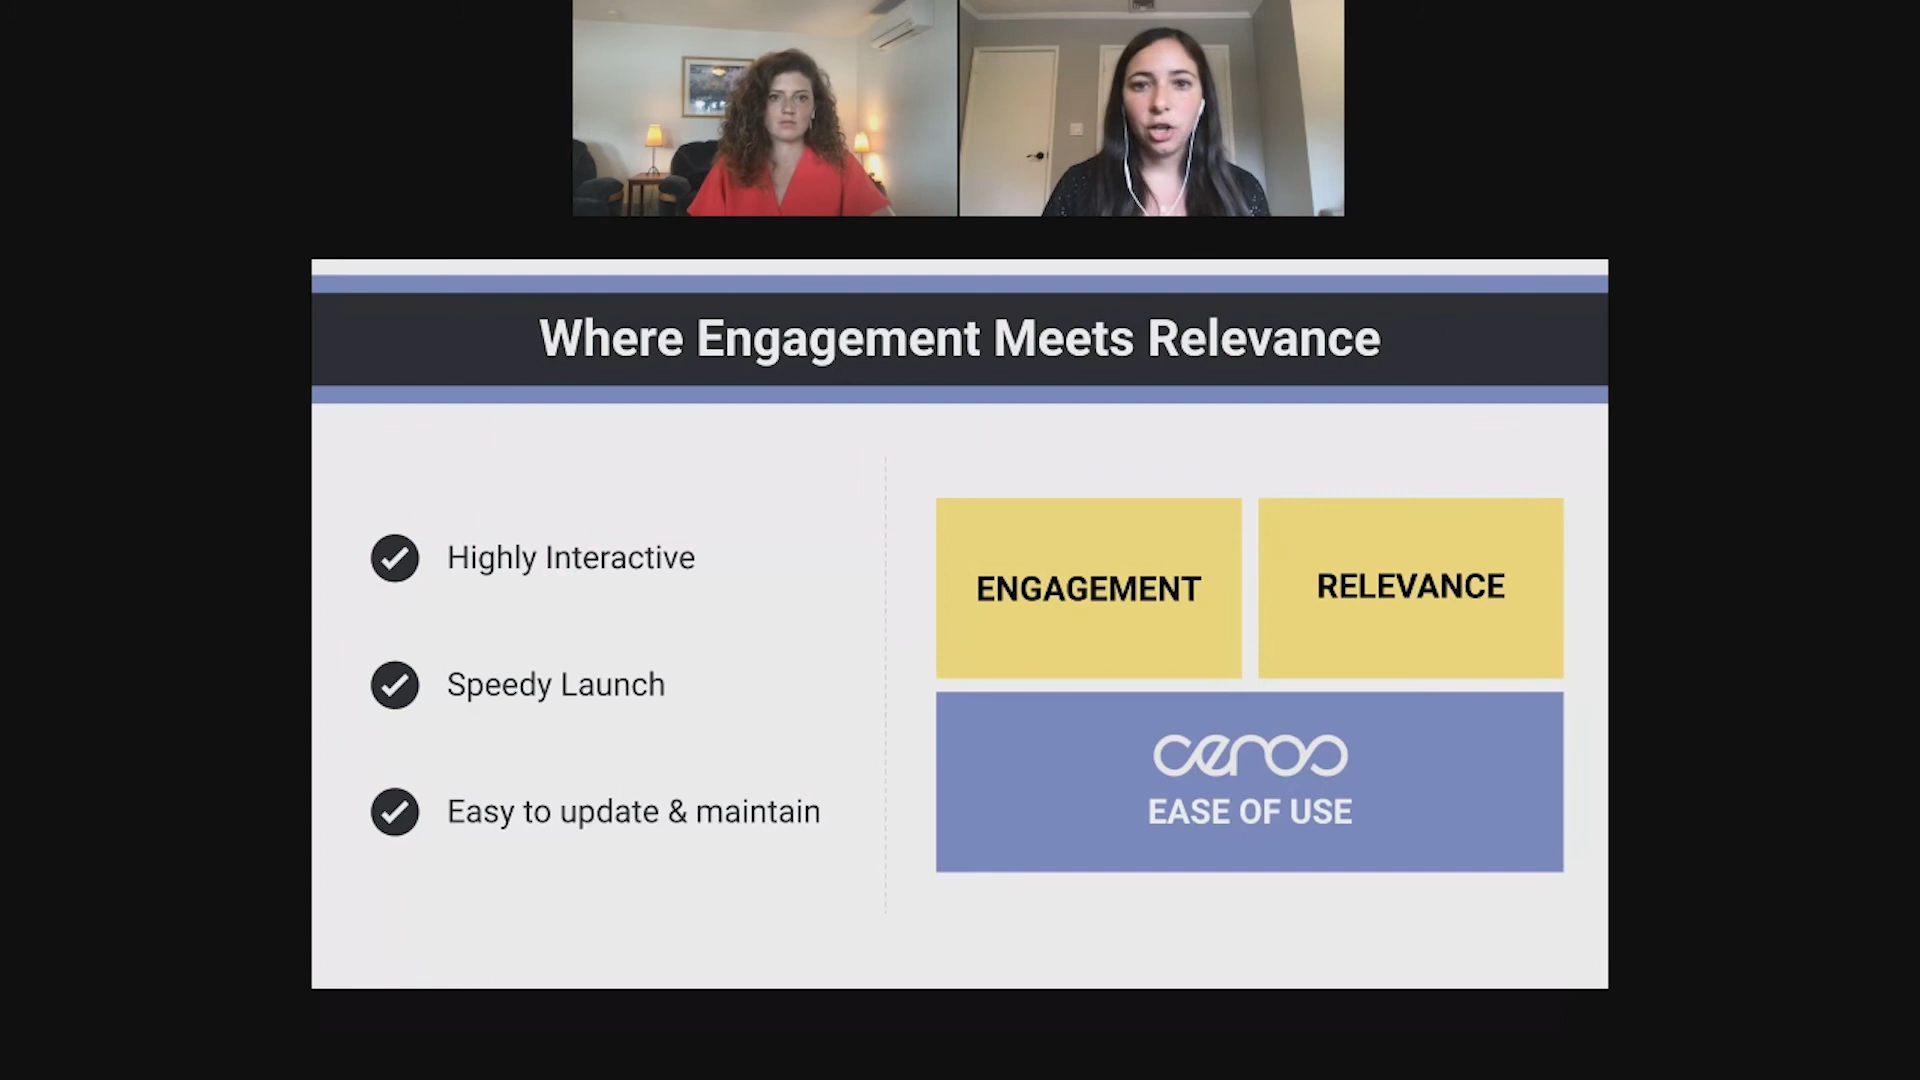 Where Engagement Meets Relevance
Highly Interactive
Speedy Launch
Easy to update & maintain
ENGAGEMENT
RELEVANCE
ceros
EASE OF USE